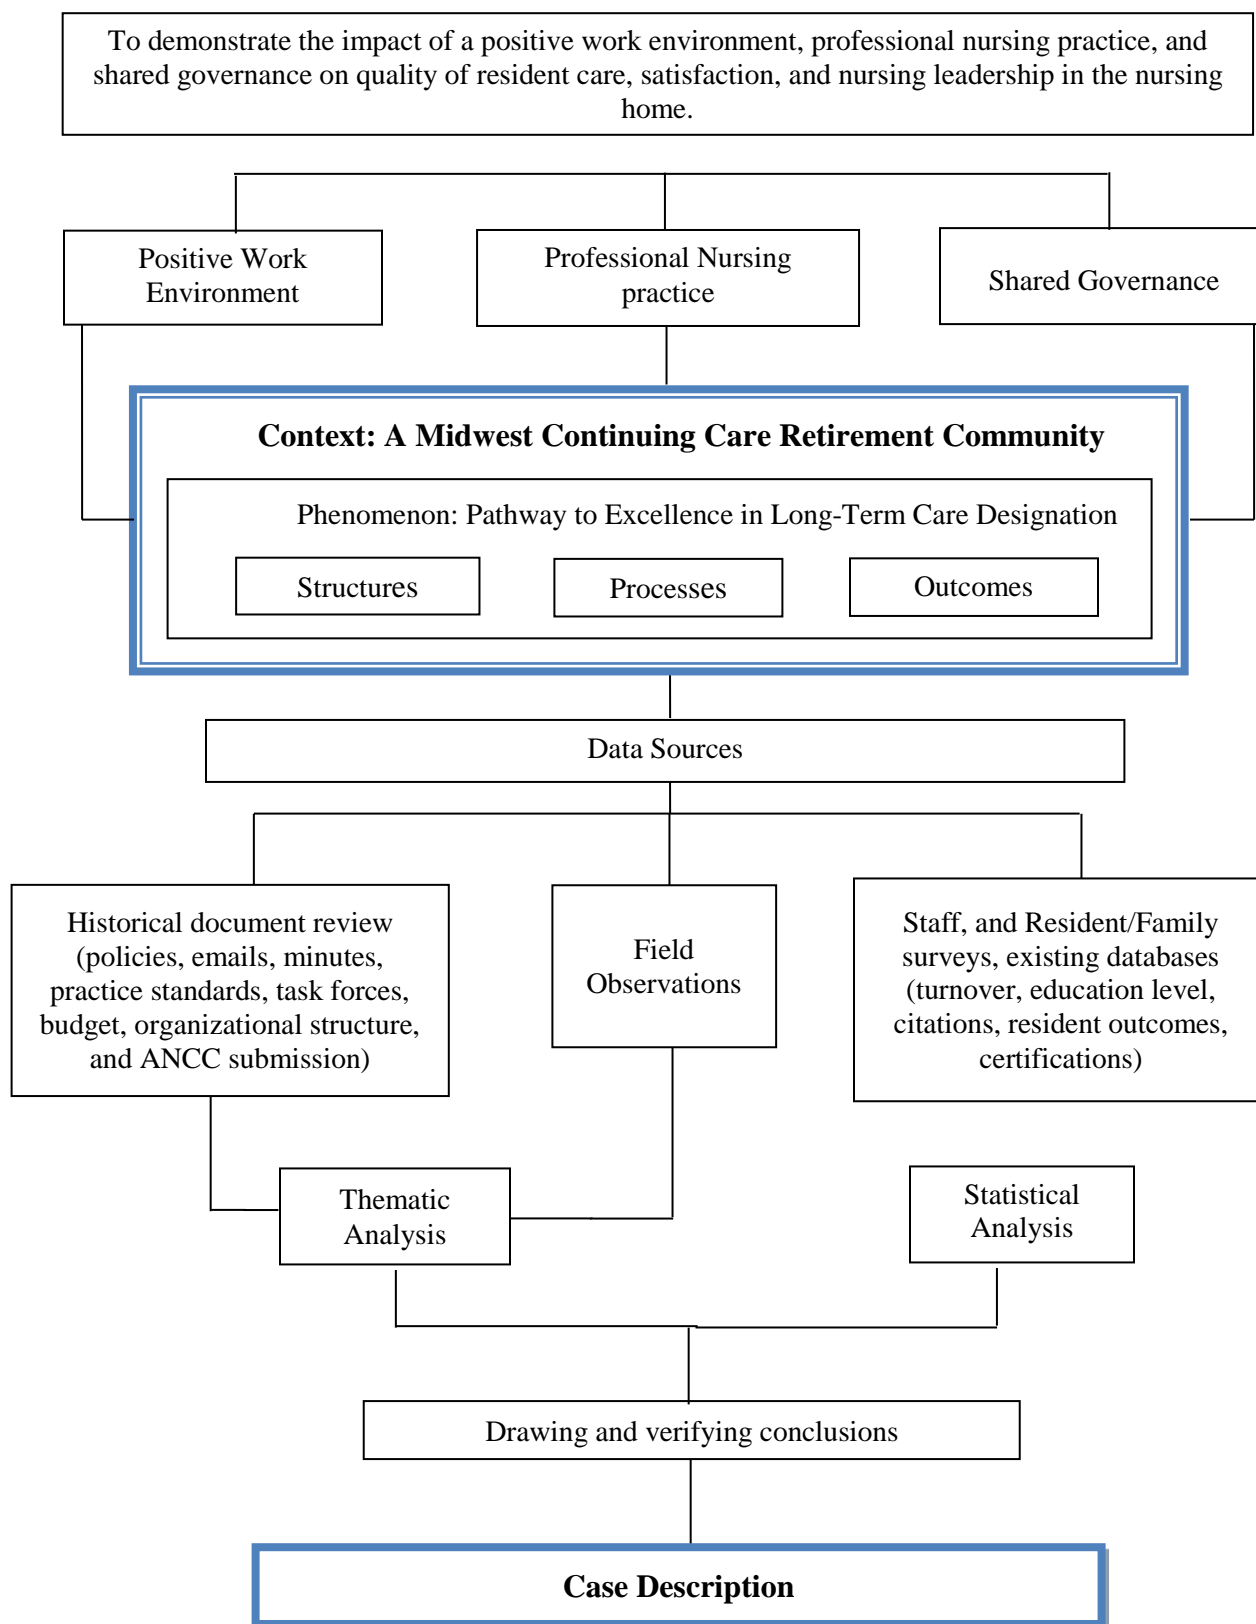 To demonstrate the impact of a positive work environment, professional nursing practice, and
shared governance on quality of resident care, satisfaction, and nursing leadership in the nursing
home.
Positive Work
Environment
Professional Nursing
practice
Shared Governance
Context: A Midwest Continuing Care Retirement Community
Phenomenon: Pathway to Excellence in Long-Term Care Designation
Structures
Processes
Outcomes
Data Sources
Historical document review
(policies, emails, minutes,
practice standards, task forces,
budget, organizational structure,
and ANCC submission)
Field
Observations
Staff, and Resident/Family
surveys, existing databases
(turnover, education level,
citations, resident outcomes,
certifications)
Thematic
Analysis
Statistical
Analysis
Drawing and verifying conclusions
Case Description